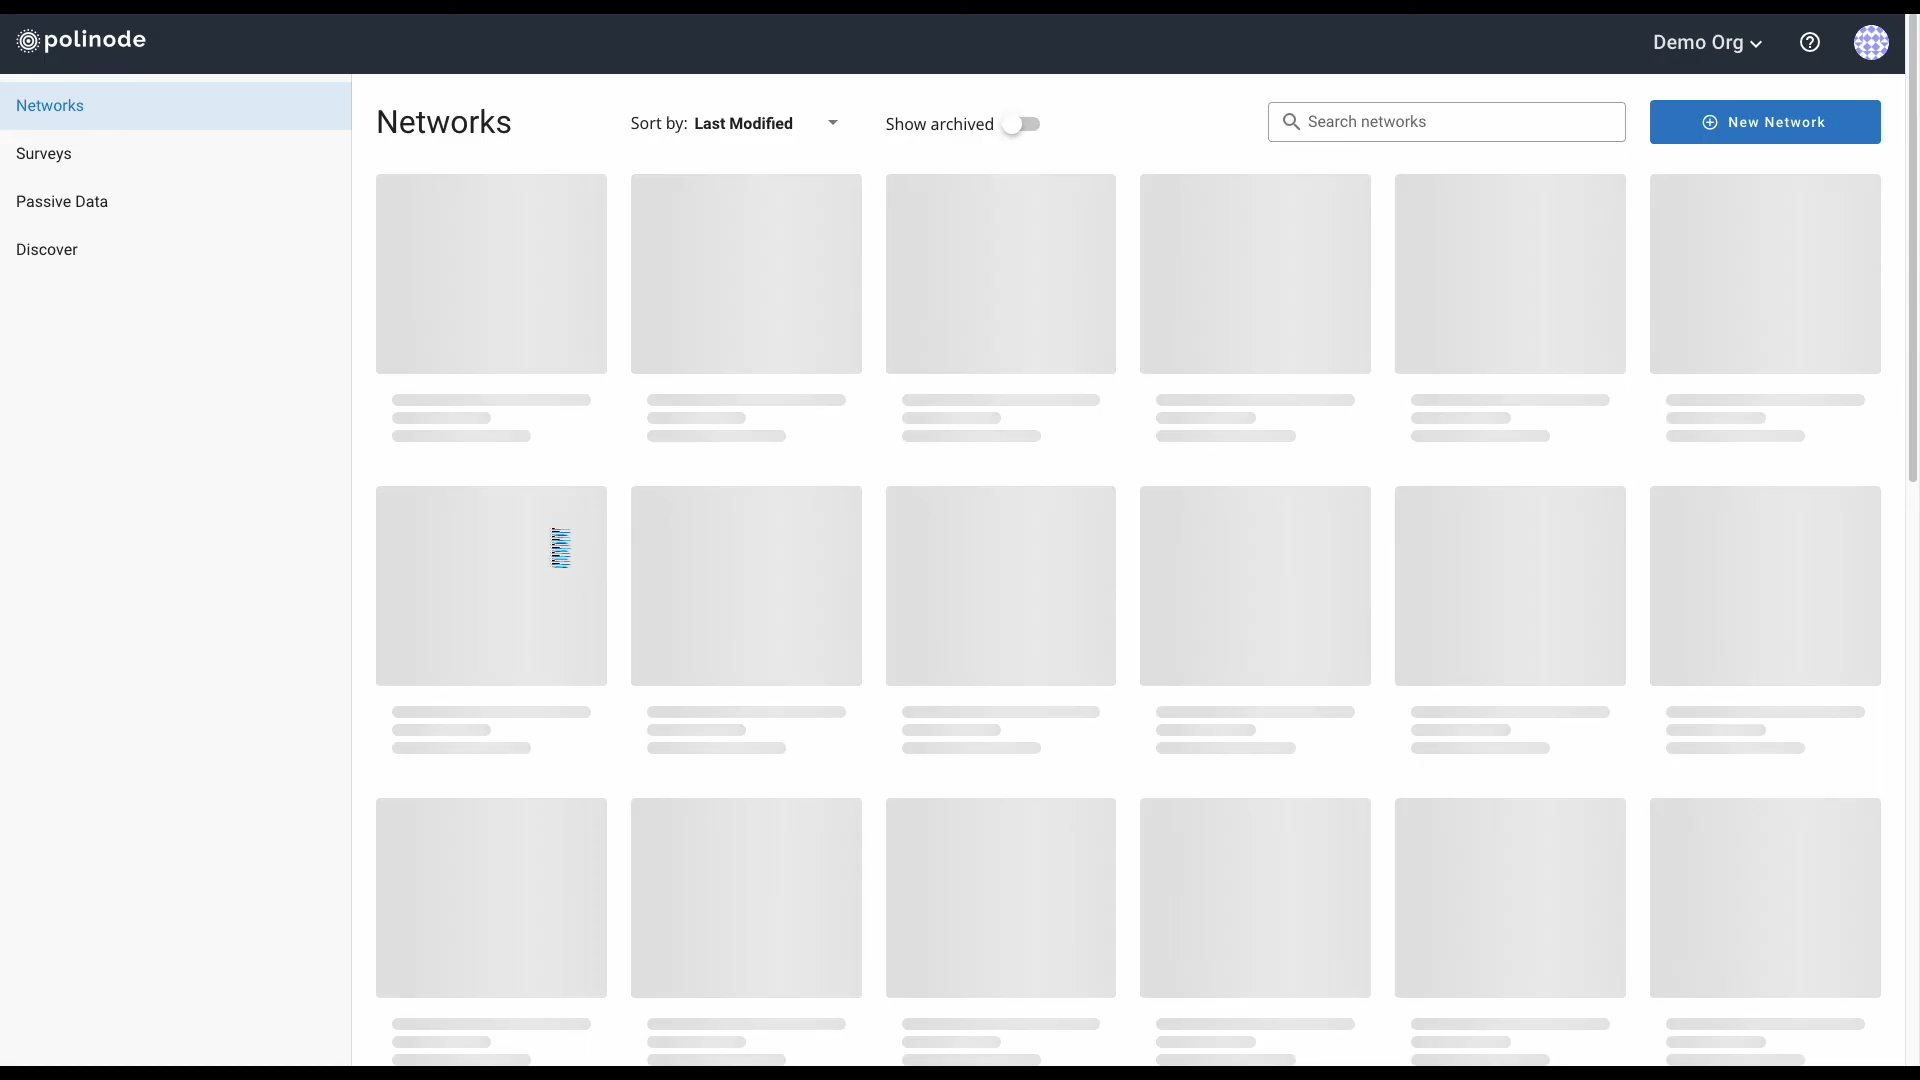 polinode
Demo Org
Networks
Surveys
Passive Data
Discover
Networks
Sort by: Last Modified
Show archived
Search networks
New Network